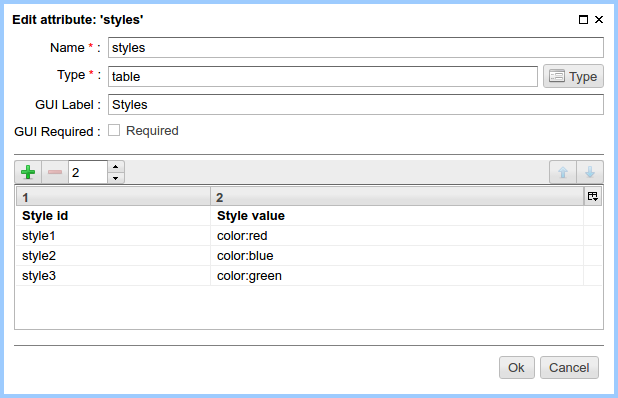 Edit attribute: 'styles'
Name * : styles
Type * : table Type
GUI Label : Styles
GUI Required : Required
2
1 2
Style id Style value
style1 color:red
style2 color:blue
style3 color:green
Ok Cancel